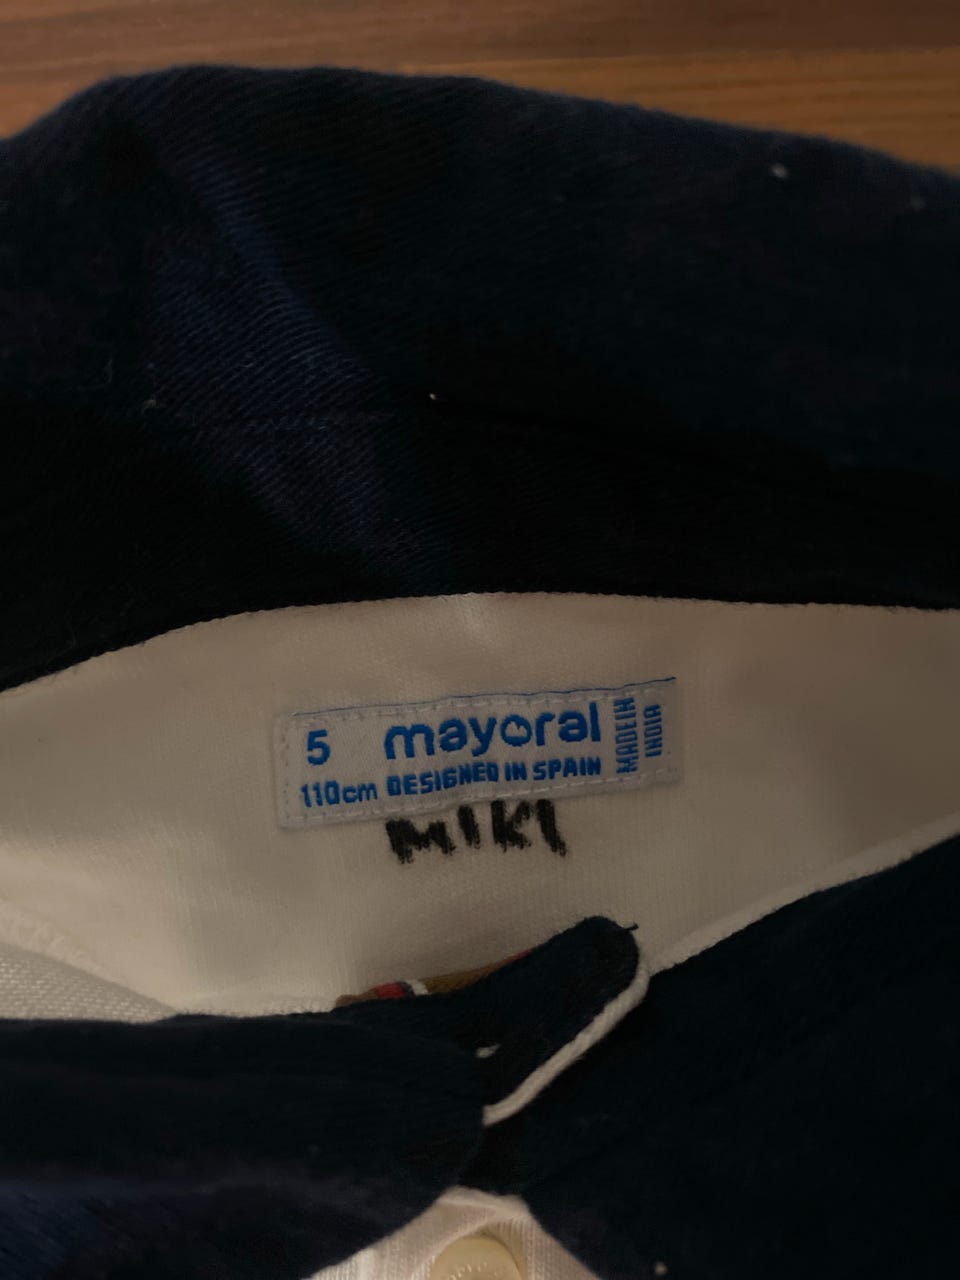 5 mayoral
110cm DESIGNED IN SPAIN
MADE IN
INDIA
MIKI